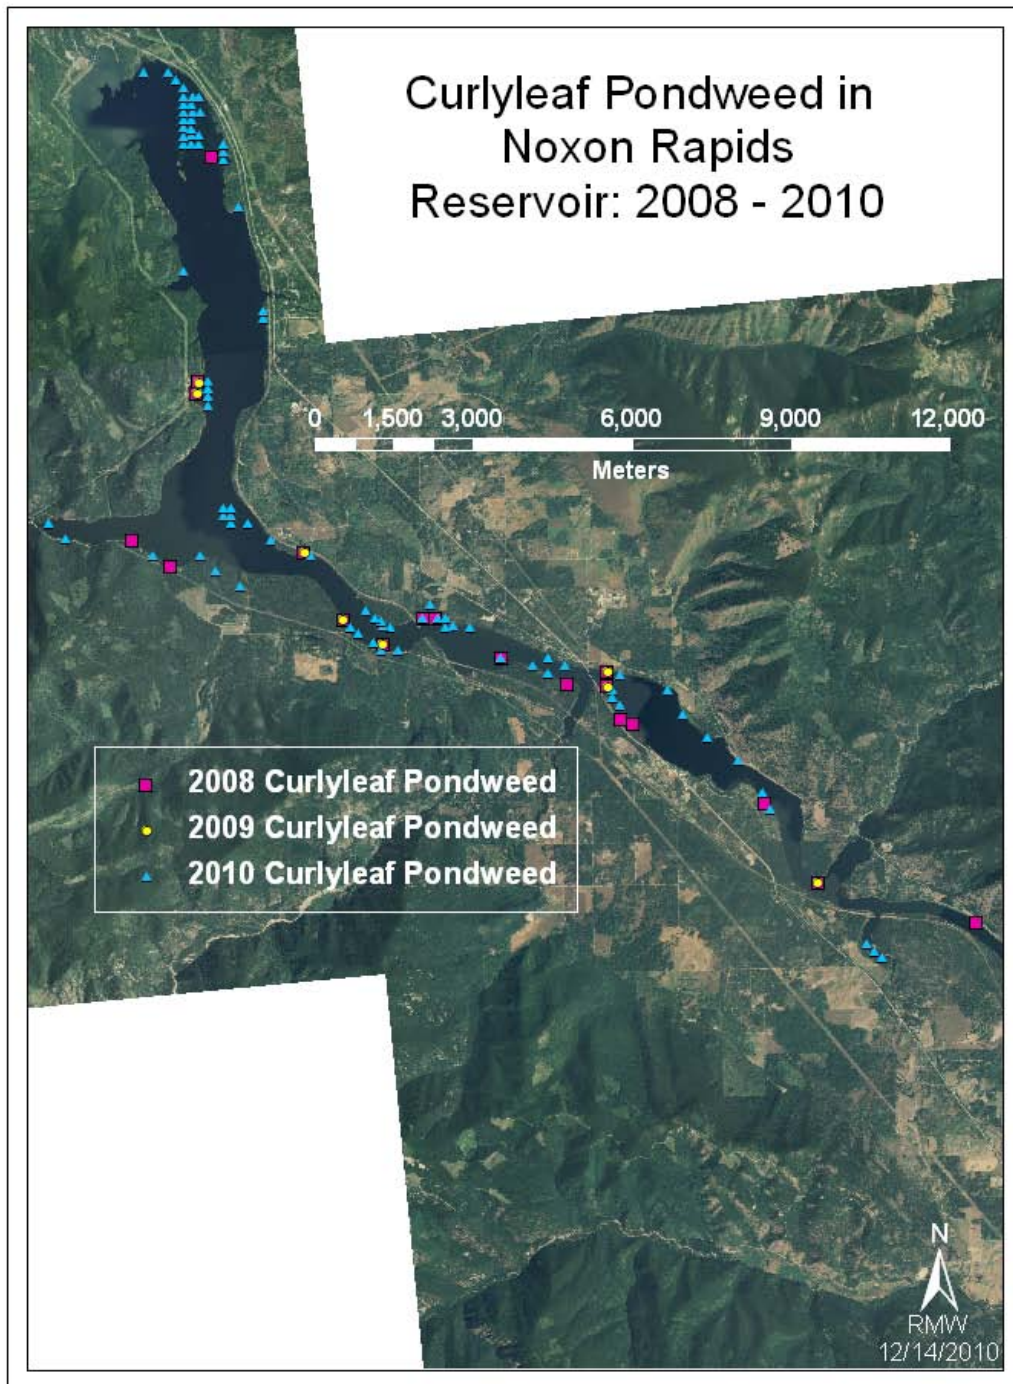 Curlyleaf Pondweed in
Noxon Rapids
Reservoir: 2008 - 2010
0 1,500 3,000 6,000 9,000 12,000
Meters
2008 Curlyleaf Pondweed
2009 Curlyleaf Pondweed
2010 Curlyleaf Pondweed
N
RMW
12/14/2010